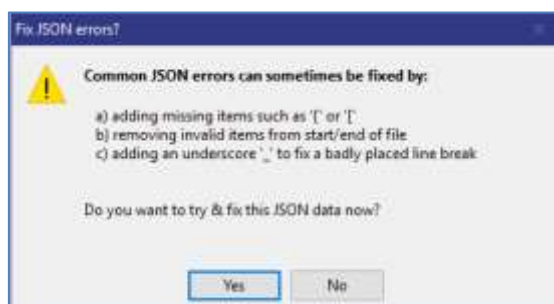 Fix JSON errors?
Common JSON errors can sometimes be fixed by:
a) adding missing items such as '[' or '['
b) removing invalid items from start/end of file
c) adding an underscore '_' to fix a badly placed line break
Do you want to try & fix this JSON data now?
Yes
No